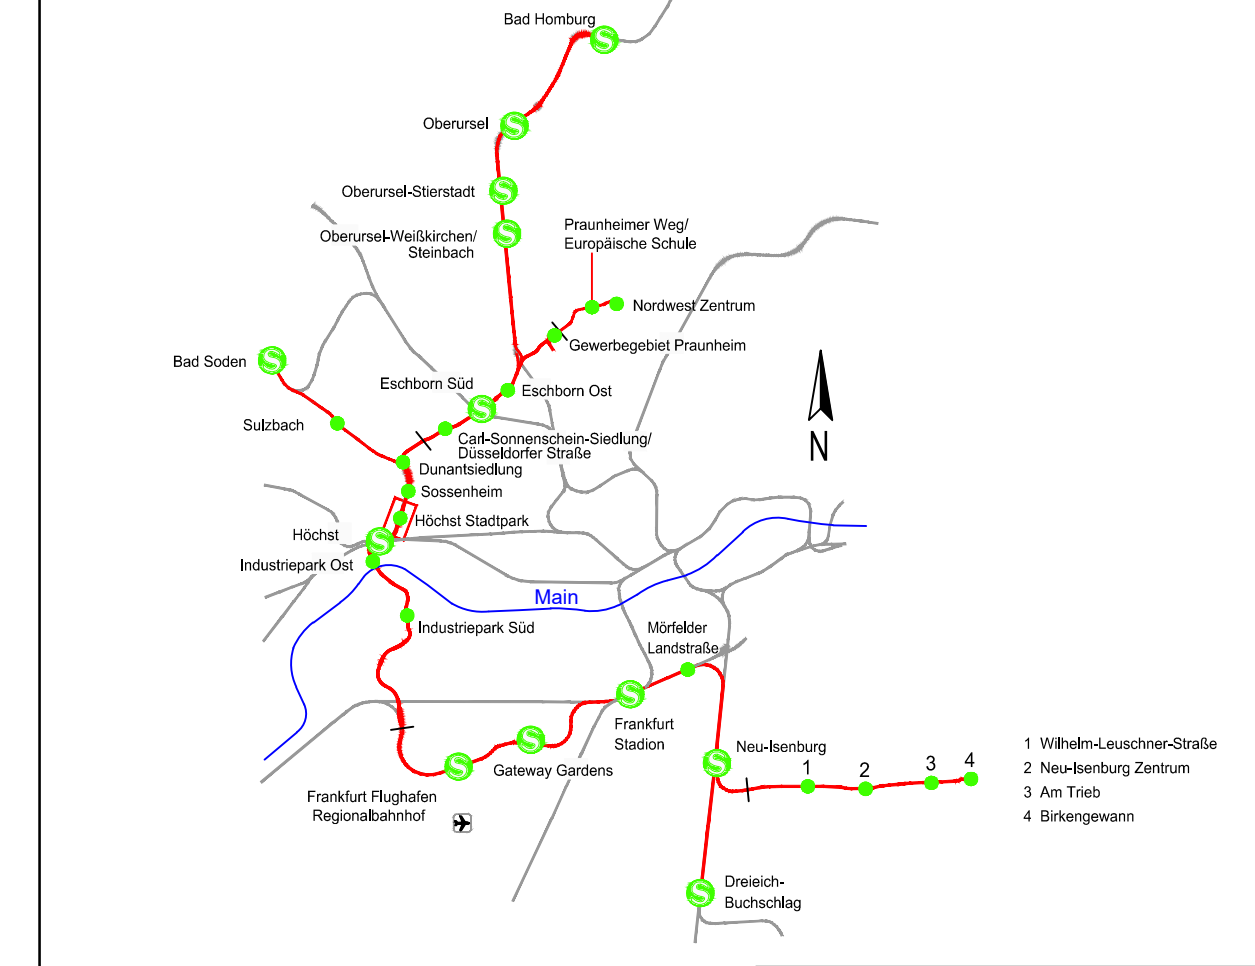 Bad Homburg
Oberursel
Oberursel-Stierstadt
Oberursel-Weißkirchen/
Steinbach
Praunheimer Weg/
Europäische Schule
Nordwest Zentrum
Gewerbegebiet Praunheim
Bad Soden
Eschborn Süd
Eschborn Ost
Sulzbach
Carl-Sonnenschein-Siedlung/
Düsseldorfer Straße
Dunantsiedlung
Sossenheim
Höchst Stadtpark
Höchst
Industriepark Ost
N
Main
Industriepark Süd
Mörfelder
Landstraße
Frankfurt
Stadion
Gateway Gardens
Frankfurt Flughafen
Regionalbahnhof
Neu-Isenburg
1
2
3
4
1 Wilhelm-Leuschner-Straße
2 Neu-Isenburg Zentrum
3 Am Trieb
4 Birkengewann
Dreieich-
Buchschlag
S
S
S
S
S
S
S
S
S
S
S
S